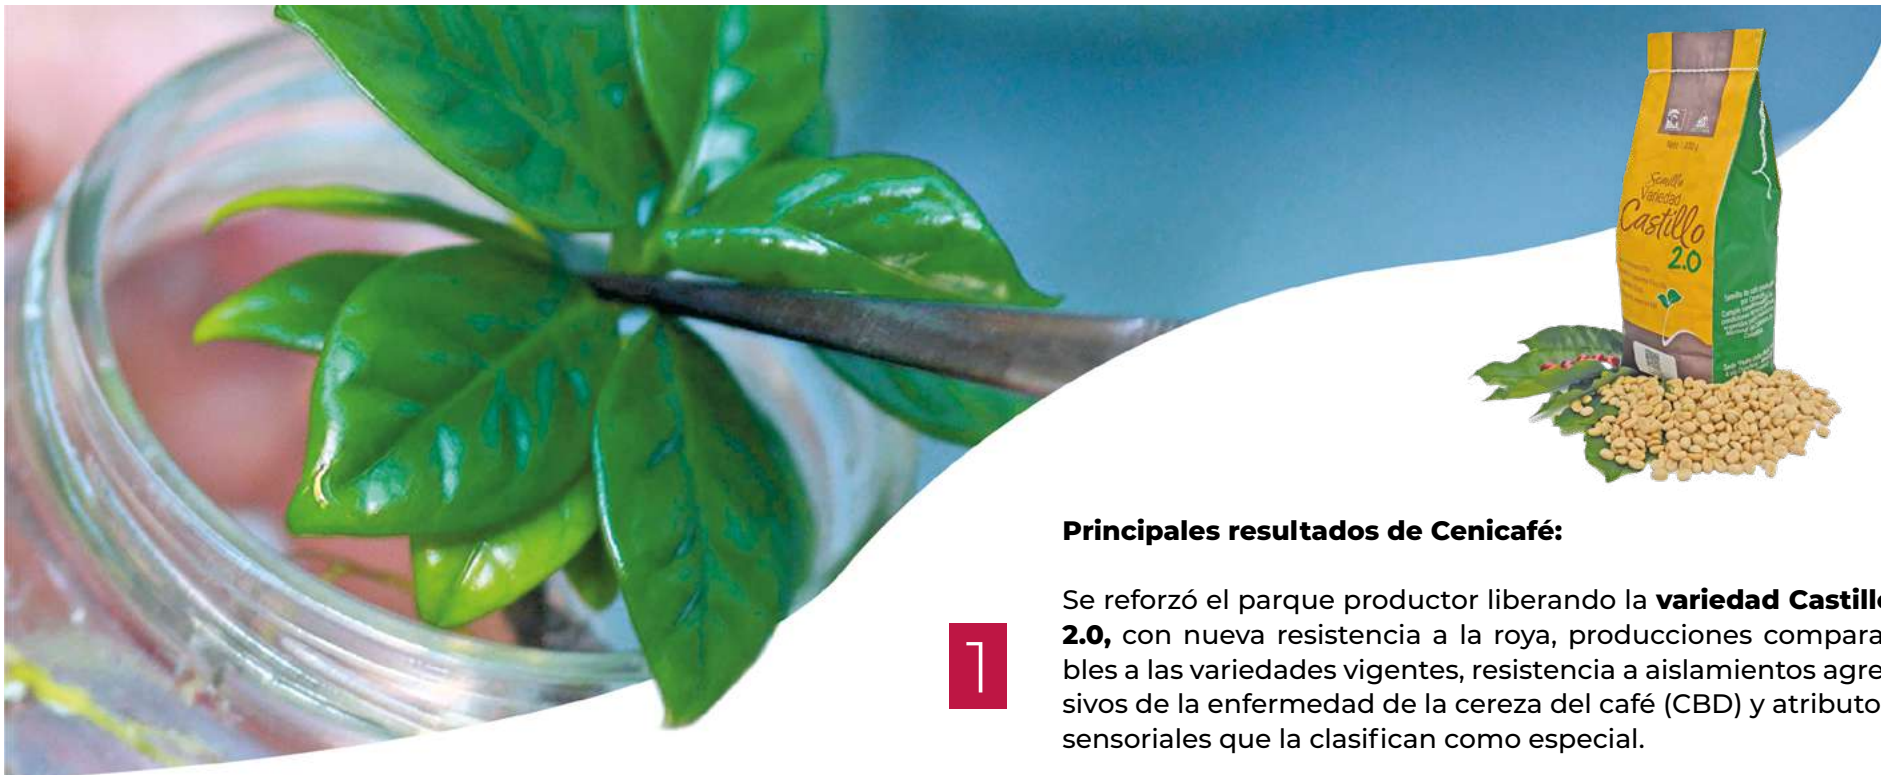 Semilla
Variedad
Castillo
2.0
Principales resultados de Cenicafé:
Se reforzó el parque productor liberando la variedad Castillo
2.0, con nueva resistencia a la roya, producciones compara-
bles a las variedades vigentes, resistencia a aislamientos agre-
sivos de la enfermedad de la cereza del café (CBD) y atributo
sensoriales que la clasifican como especial.
1